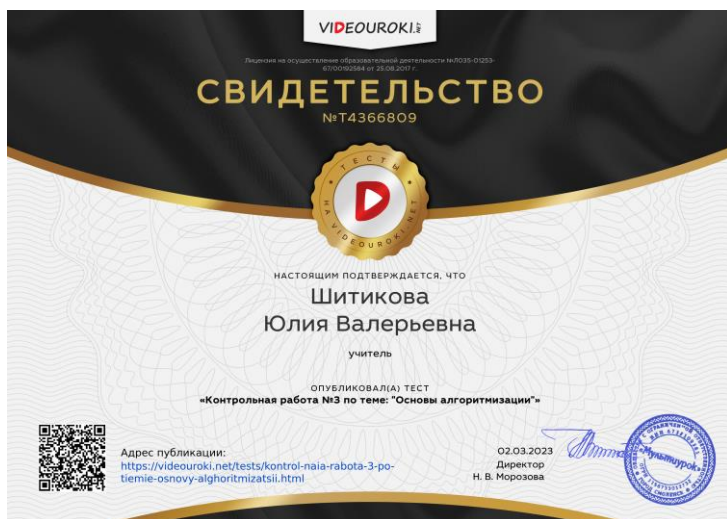 VIDEOUROKI.NET
Лицензия на осуществление образовательной деятельности №Л035-01253-
67/00192584 от 25.08.2017 г.
СВИДЕТЕЛЬСТВО
№Т4366809
ТЕСТЫ
НА VIDEOUROKI.NET
НАСТОЯЩИМ ПОДТВЕРЖДАЕТСЯ, ЧТО
Шитикова
Юлия Валерьевна
учитель
ОПУБЛИКОВАЛ(А) ТЕСТ
«Контрольная работа №3 по теме: "Основы алгоритмизации"»
Адрес публикации:
https://videouroki.net/tests/kontrol-naia-rabota-3-po-
tiemie-osnovy-alghoritmizatsii.html
02.03.2023
Директор
Н. В. Морозова
«Мультиурок»